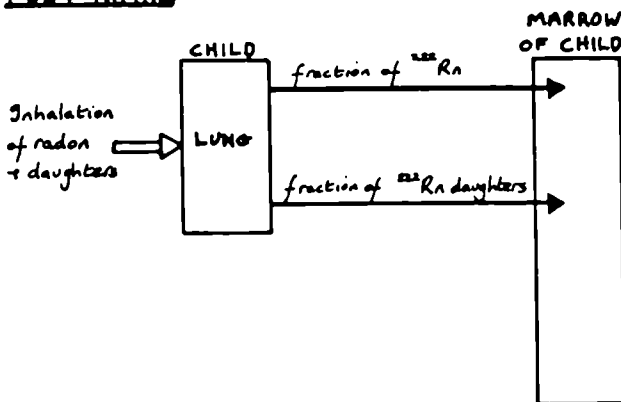 MARROW
OF CHILD
CHILD
fraction of ²²²Rn
Inhalation
of radon
+ daughters
LUNG
fraction of ²²²Rn daughters